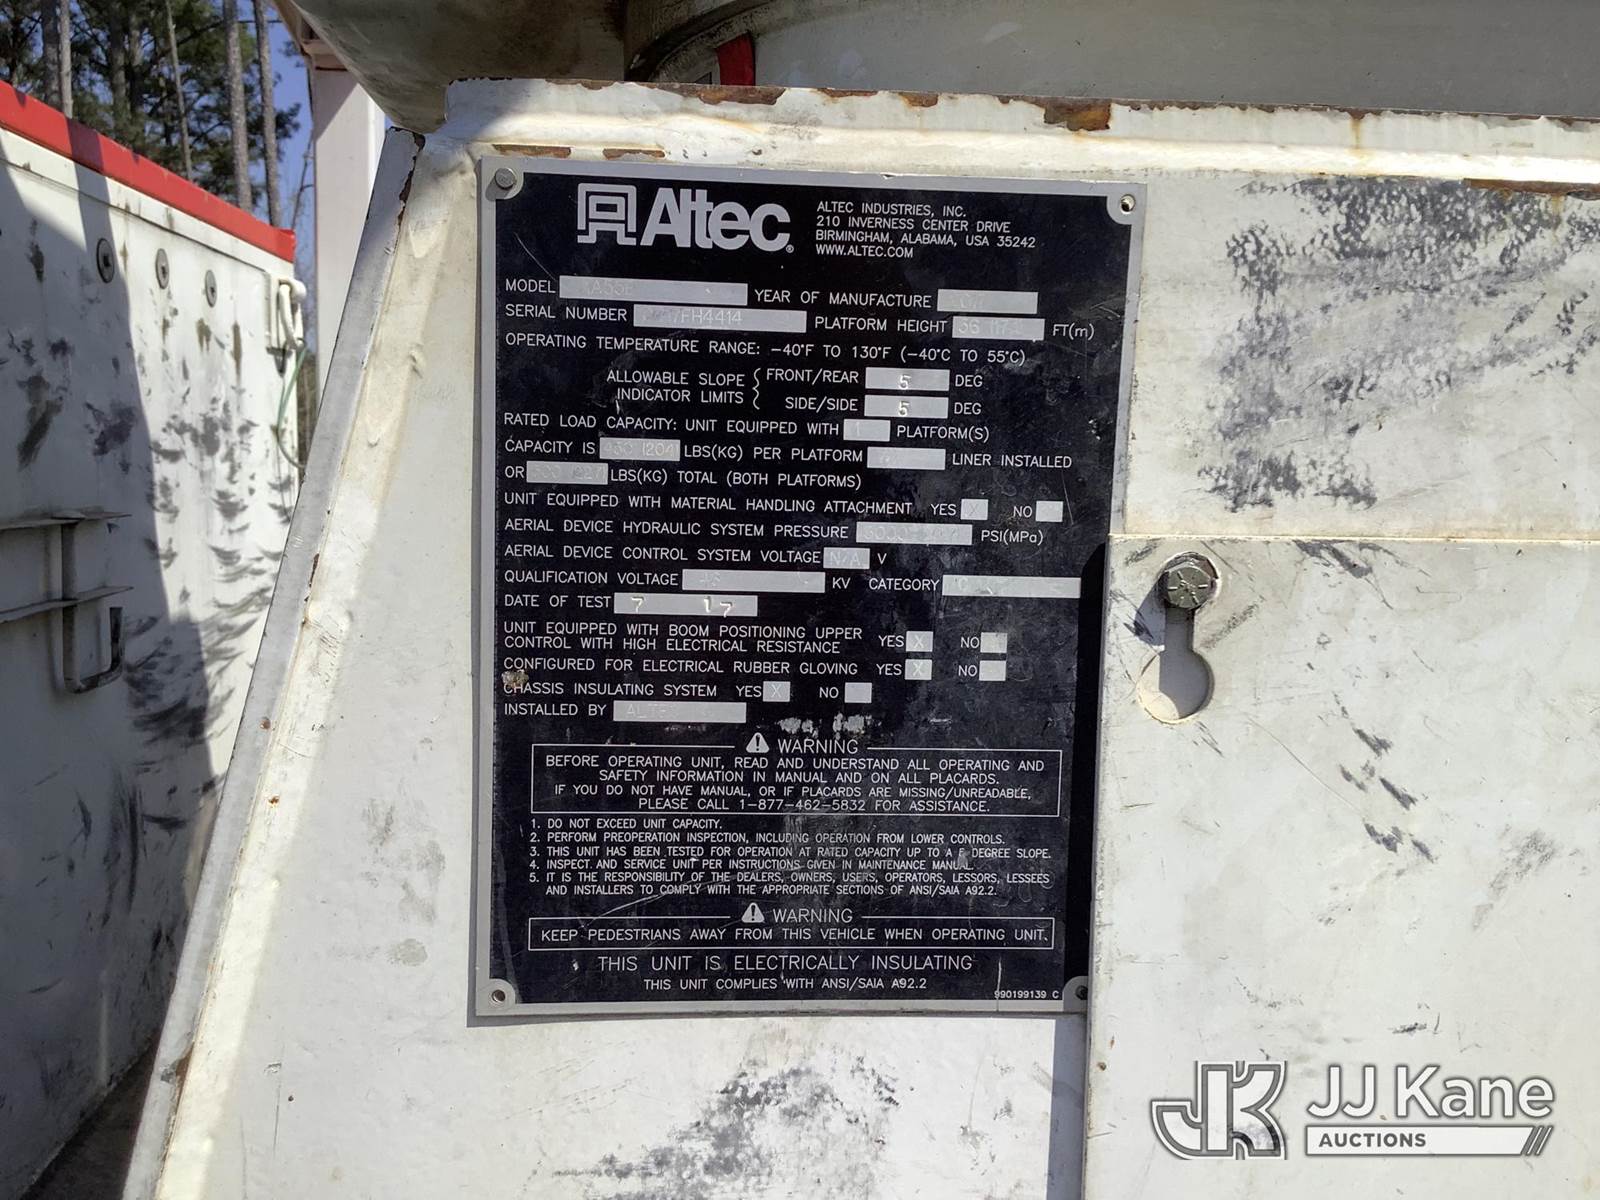 Altec
ALTEC INDUSTRIES, INC.
210 INVERNESS CENTER DRIVE
BIRMINGHAM, ALABAMA, USA 35242
WWW.ALTEC.COM
MODEL YEAR OF MANUFACTURE
SERIAL NUMBER PLATFORM HEIGHT FT(m)
OPERATING TEMPERATURE RANGE: -40°F TO 130°F (-40°C TO 55°C)
ALLOWABLE SLOPE INDICATOR LIMITS
FRONT/REAR 5 DEG
SIDE/SIDE 5 DEG
RATED LOAD CAPACITY: UNIT EQUIPPED WITH 1 PLATFORM(S)
CAPACITY IS LBS(KG) PER PLATFORM LINER INSTALLED
OR LBS(KG) TOTAL (BOTH PLATFORMS)
UNIT EQUIPPED WITH MATERIAL HANDLING ATTACHMENT YES X NO
AERIAL DEVICE HYDRAULIC SYSTEM PRESSURE PSI(MPa)
AERIAL DEVICE CONTROL SYSTEM VOLTAGE N/A V
QUALIFICATION VOLTAGE KV CATEGORY C
DATE OF TEST 7 17
UNIT EQUIPPED WITH BOOM POSITIONING UPPER
CONTROL WITH HIGH ELECTRICAL RESISTANCE YES X NO
CONFIGURED FOR ELECTRICAL RUBBER GLOVING YES X NO
CHASSIS INSULATING SYSTEM YES X NO
INSTALLED BY
WARNING
BEFORE OPERATING UNIT, READ AND UNDERSTAND ALL OPERATING AND
SAFETY INFORMATION IN MANUAL AND ON ALL PLACARDS.
IF YOU DO NOT HAVE MANUAL, OR IF PLACARDS ARE MISSING/UNREADABLE,
PLEASE CALL 1-877-462-5832 FOR ASSISTANCE.
1. DO NOT EXCEED UNIT CAPACITY.
2. PERFORM PREOPERATION INSPECTION, INCLUDING OPERATION FROM LOWER CONTROLS.
3. THIS UNIT HAS BEEN TESTED FOR OPERATION AT RATED CAPACITY UP TO A 5 DEGREE SLOPE.
4. INSPECT AND SERVICE UNIT PER INSTRUCTIONS GIVEN IN MAINTENANCE MANUAL.
5. IT IS THE RESPONSIBILITY OF THE DEALERS, OWNERS, USERS, OPERATORS, LESSORS, LESSEES
AND INSTALLERS TO COMPLY WITH THE APPROPRIATE SECTIONS OF ANSI/SAIA A92.2.
WARNING
KEEP PEDESTRIANS AWAY FROM THIS VEHICLE WHEN OPERATING UNIT.
THIS UNIT IS ELECTRICALLY INSULATING
THIS UNIT COMPLIES WITH ANSI/SAIA A92.2
990199139 C
JK JJ Kane
AUCTIONS